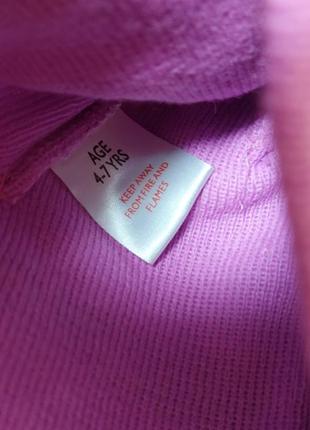 AGE
4-7 YRS
KEEP AWAY
FROM FIRE AND
FLAMES